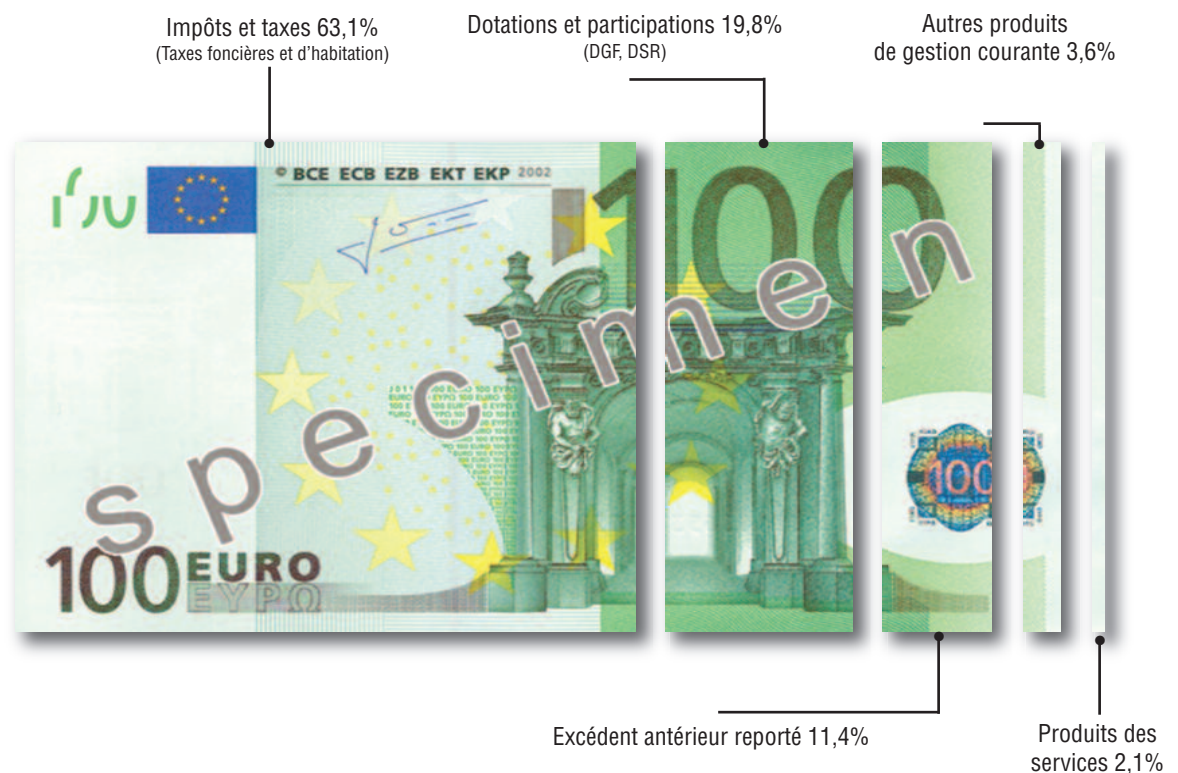 Impôts et taxes 63,1%
(Taxes foncières et d’habitation)
Dotations et participations 19,8%
(DGF, DSR)
Autres produits
de gestion courante 3,6%
© BCE ECB EZB EKT EKP 2002
100
specimen
100
100 EURO
ΕΥΡΩ
Excédent antérieur reporté 11,4%
Produits des
services 2,1%